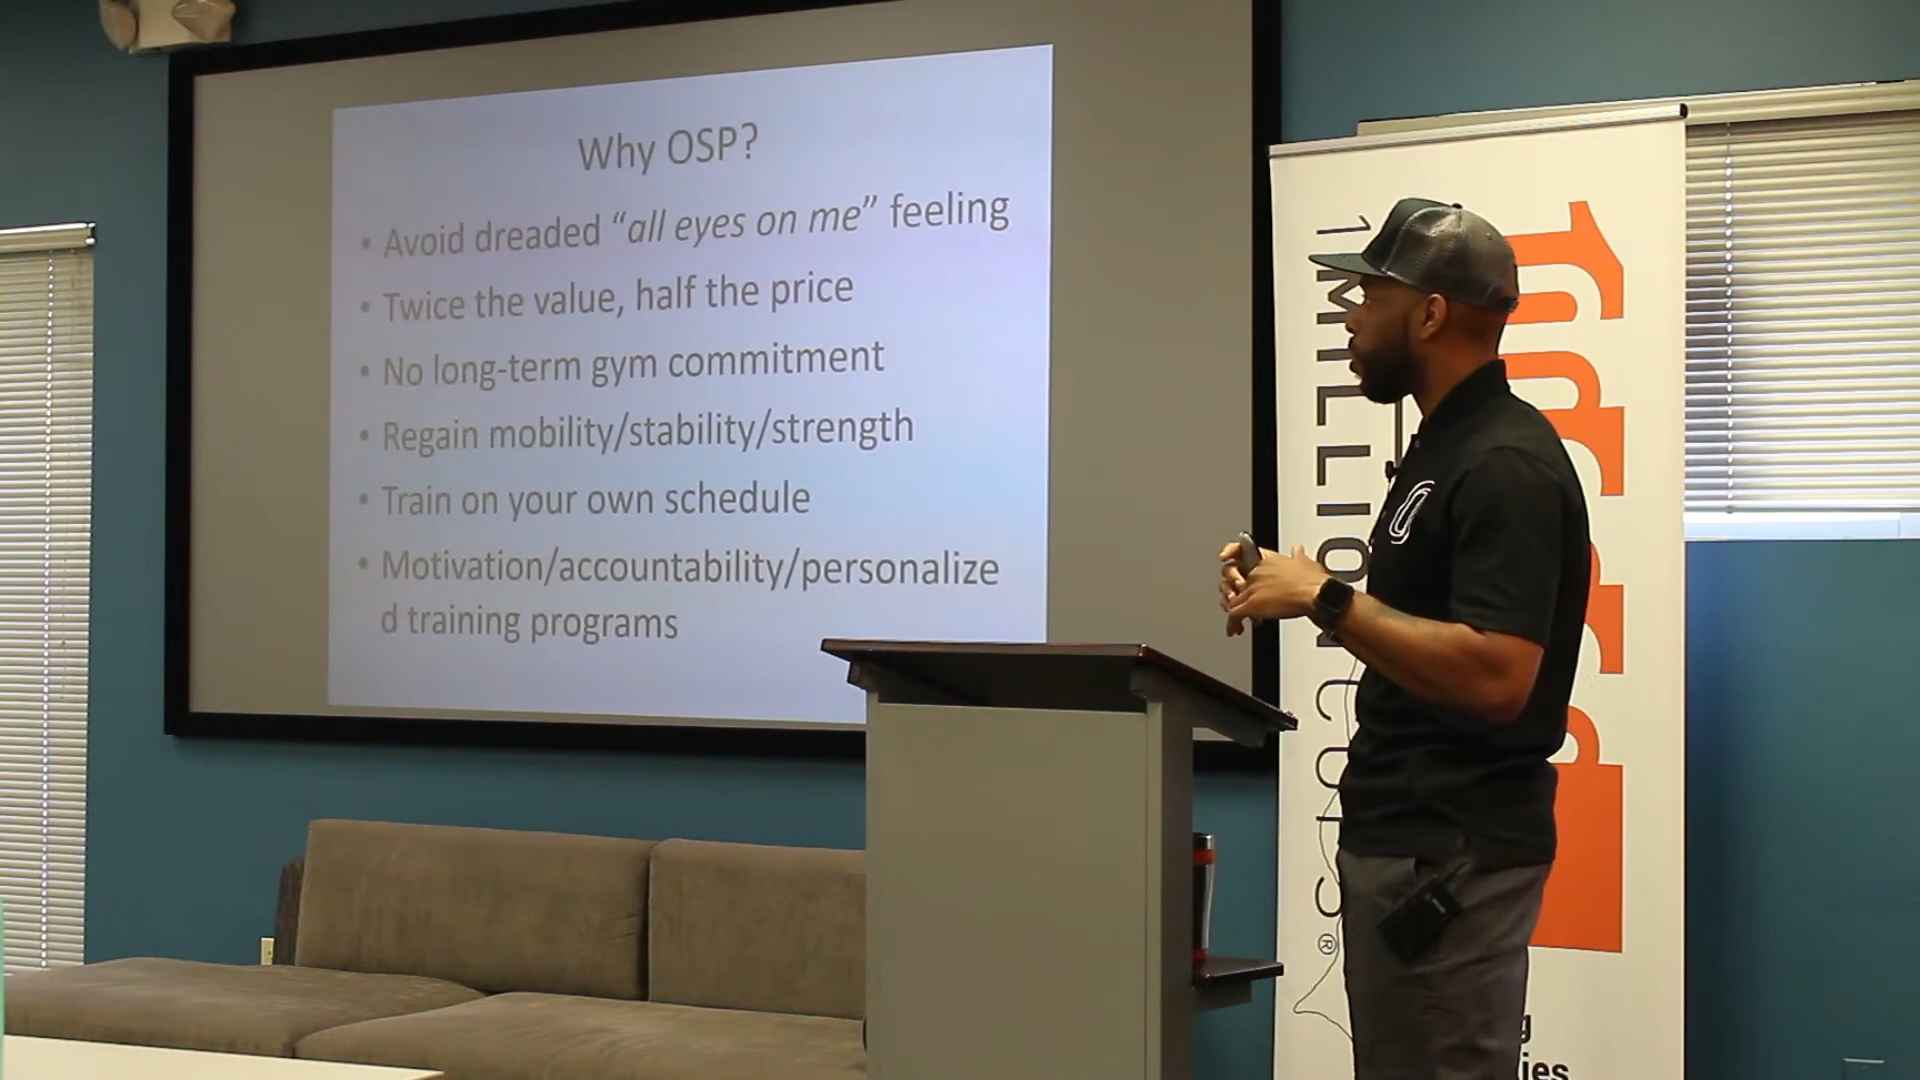 Why OSP?
• Avoid dreaded “all eyes on me” feeling
• Twice the value, half the price
• No long-term gym commitment
• Regain mobility/stability/strength
• Train on your own schedule
• Motivation/accountability/personalize
d training programs
1 MILLION CUPS®